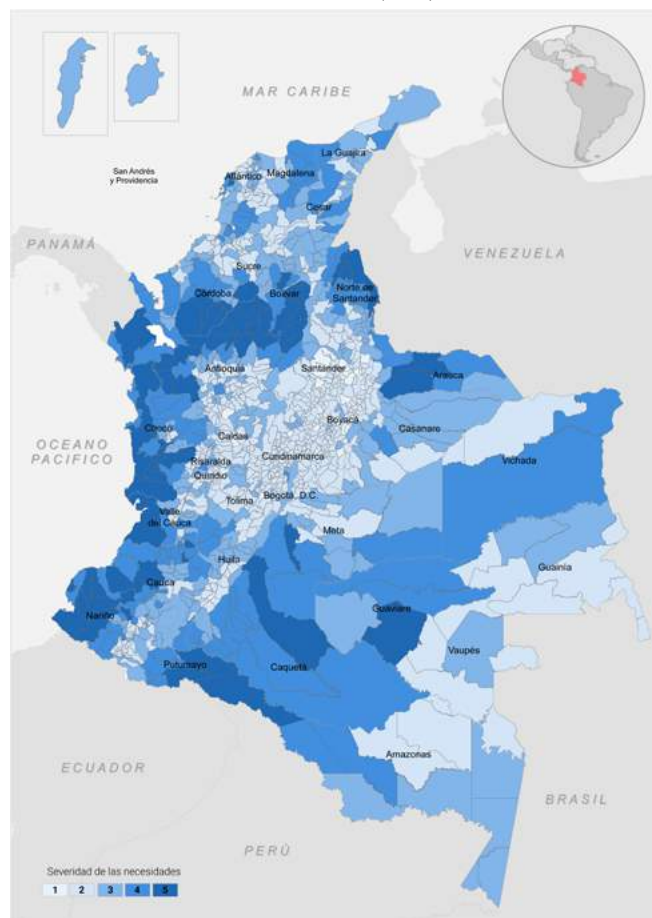 MAR CARIBE
La Guajira
San Andrés
y Providencia
Atlántico
Magdalena
Cesar
PANAMÁ
VENEZUELA
Sucre
Córdoba
Bolívar
Norte de
Santander
Antioquia
Santander
Arauca
Boyacá
Chocó
Caldas
Casanare
OCEANO
PACIFICO
Risaralda
Cundinamarca
Vichada
Quindío
Tolima
Bogotá, D.C.
Valle
del Cauca
Meta
Huila
Guainía
Cauca
Nariño
Guaviare
Vaupés
Putumayo
Caquetá
Amazonas
ECUADOR
BRASIL
PERÚ
Severidad de las necesidades
1 2 3 4 5